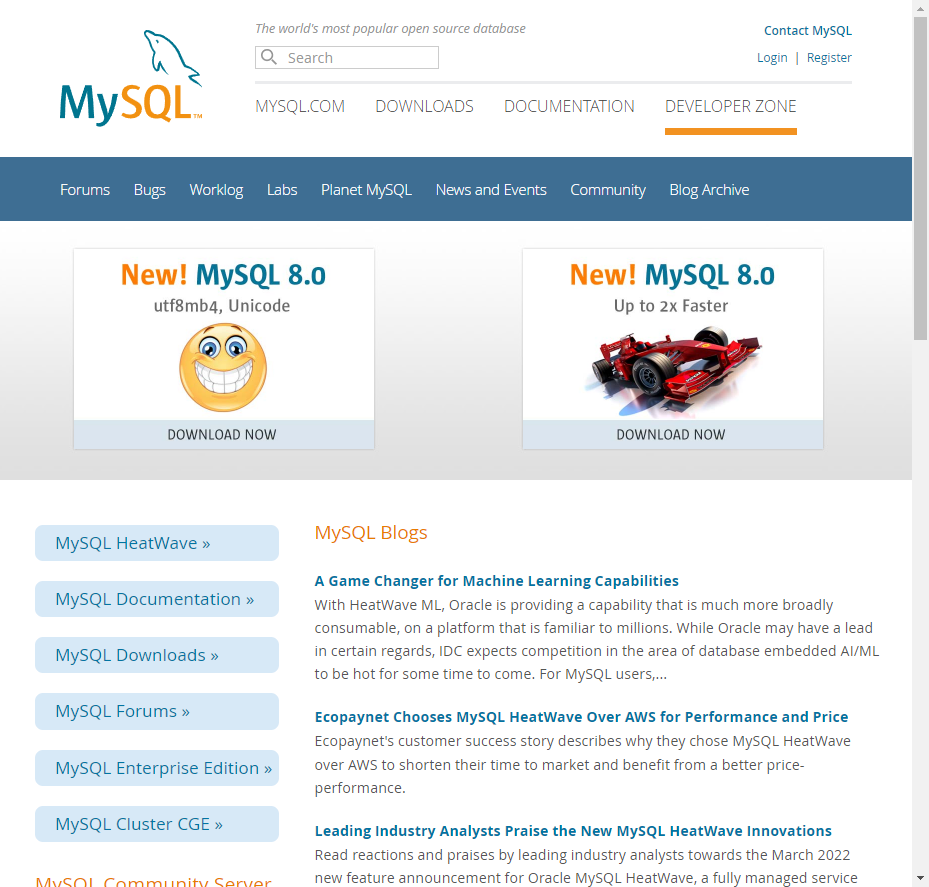 The world's most popular open source database
Contact MySQL
Search
Login | Register
MySQL™
MYSQL.COM DOWNLOADS DOCUMENTATION DEVELOPER ZONE
Forums Bugs Worklog Labs Planet MySQL News and Events Community Blog Archive
New! MySQL 8.0
utf8mb4, Unicode
DOWNLOAD NOW
New! MySQL 8.0
Up to 2x Faster
DOWNLOAD NOW
MySQL HeatWave »
MySQL Documentation »
MySQL Downloads »
MySQL Forums »
MySQL Enterprise Edition »
MySQL Cluster CGE »
MySQL Community Server
MySQL Blogs
A Game Changer for Machine Learning Capabilities
With HeatWave ML, Oracle is providing a capability that is much more broadly
consumable, on a platform that is familiar to millions. While Oracle may have a lead
in certain regards, IDC expects competition in the area of database embedded AI/ML
to be hot for some time to come. For MySQL users,...
Ecopaynet Chooses MySQL HeatWave Over AWS for Performance and Price
Ecopaynet's customer success story describes why they chose MySQL HeatWave
over AWS to shorten their time to market and benefit from a better price-
performance.
Leading Industry Analysts Praise the New MySQL HeatWave Innovations
Read reactions and praises by leading industry analysts towards the March 2022
new feature announcement for Oracle MySQL HeatWave, a fully managed service